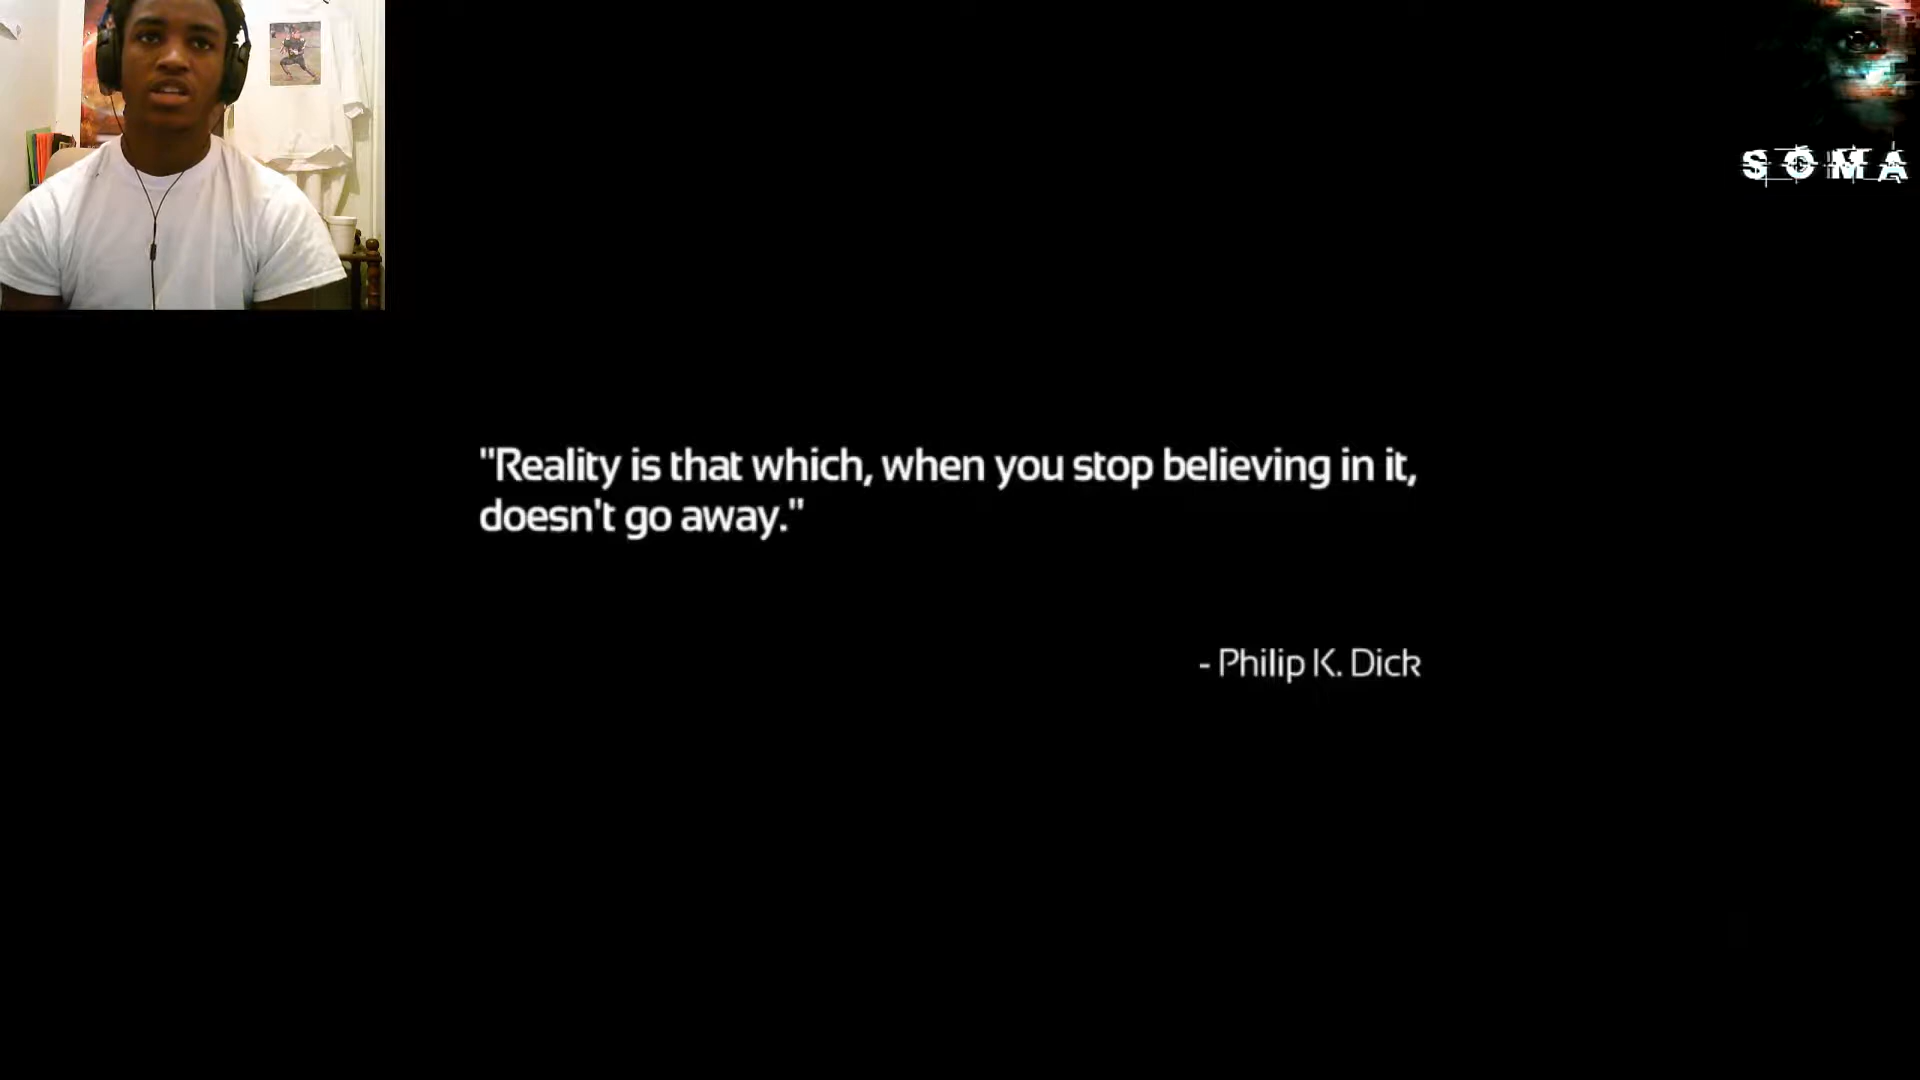 SOMA
"Reality is that which, when you stop believing in it,
doesn't go away."
- Philip K. Dick